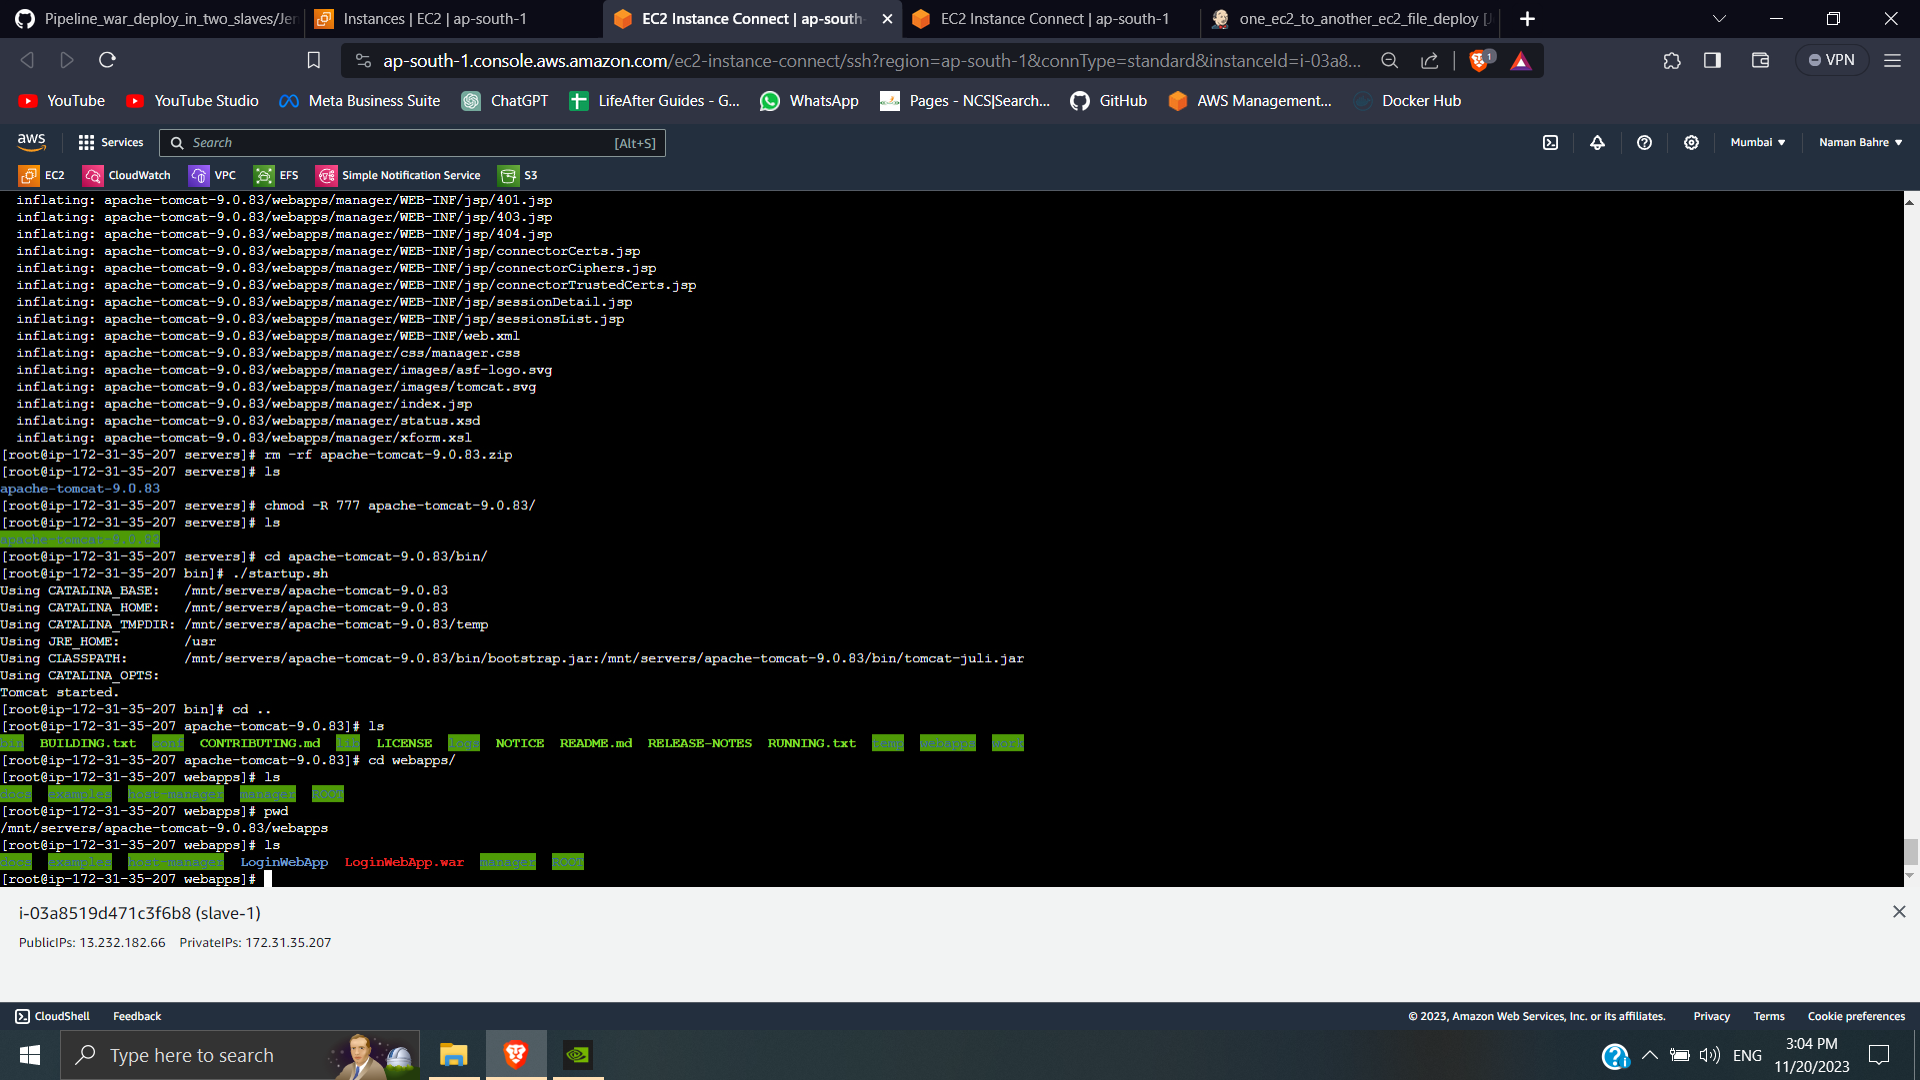 Pipeline_war_deploy_in_two_slaves/Jen
Instances | EC2 | ap-south-1
EC2 Instance Connect | ap-south-
EC2 Instance Connect | ap-south-1
one_ec2_to_another_ec2_file_deploy [J
ap-south-1.console.aws.amazon.com/ec2-instance-connect/ssh?region=ap-south-1&connType=standard&instanceId=i-03a8...
1
VPN
YouTube
YouTube Studio
Meta Business Suite
ChatGPT
LifeAfter Guides - G...
WhatsApp
Pages - NCS|Search...
GitHub
AWS Management...
Docker Hub
aws
Services
Search
[Alt+S]
Mumbai
Naman Bahre
EC2
CloudWatch
VPC
EFS
Simple Notification Service
S3
inflating: apache-tomcat-9.0.83/webapps/manager/WEB-INF/jsp/401.jsp
inflating: apache-tomcat-9.0.83/webapps/manager/WEB-INF/jsp/403.jsp
inflating: apache-tomcat-9.0.83/webapps/manager/WEB-INF/jsp/404.jsp
inflating: apache-tomcat-9.0.83/webapps/manager/WEB-INF/jsp/connectorCerts.jsp
inflating: apache-tomcat-9.0.83/webapps/manager/WEB-INF/jsp/connectorCiphers.jsp
inflating: apache-tomcat-9.0.83/webapps/manager/WEB-INF/jsp/connectorTrustedCerts.jsp
inflating: apache-tomcat-9.0.83/webapps/manager/WEB-INF/jsp/sessionDetail.jsp
inflating: apache-tomcat-9.0.83/webapps/manager/WEB-INF/jsp/sessionsList.jsp
inflating: apache-tomcat-9.0.83/webapps/manager/WEB-INF/web.xml
inflating: apache-tomcat-9.0.83/webapps/manager/css/manager.css
inflating: apache-tomcat-9.0.83/webapps/manager/images/asf-logo.svg
inflating: apache-tomcat-9.0.83/webapps/manager/images/tomcat.svg
inflating: apache-tomcat-9.0.83/webapps/manager/index.jsp
inflating: apache-tomcat-9.0.83/webapps/manager/status.xsd
inflating: apache-tomcat-9.0.83/webapps/manager/xform.xsl
[root@ip-172-31-35-207 servers]# rm -rf apache-tomcat-9.0.83.zip
[root@ip-172-31-35-207 servers]# ls
apache-tomcat-9.0.83
[root@ip-172-31-35-207 servers]# chmod -R 777 apache-tomcat-9.0.83/
[root@ip-172-31-35-207 servers]# ls
apache-tomcat-9.0.83
[root@ip-172-31-35-207 servers]# cd apache-tomcat-9.0.83/bin/
[root@ip-172-31-35-207 bin]# ./startup.sh
Using CATALINA_BASE:   /mnt/servers/apache-tomcat-9.0.83
Using CATALINA_HOME:   /mnt/servers/apache-tomcat-9.0.83
Using CATALINA_TMPDIR: /mnt/servers/apache-tomcat-9.0.83/temp
Using JRE_HOME:        /usr
Using CLASSPATH:       /mnt/servers/apache-tomcat-9.0.83/bin/bootstrap.jar:/mnt/servers/apache-tomcat-9.0.83/bin/tomcat-juli.jar
Using CATALINA_OPTS:
Tomcat started.
[root@ip-172-31-35-207 bin]# cd ..
[root@ip-172-31-35-207 apache-tomcat-9.0.83]# ls
bin  BUILDING.txt  conf  CONTRIBUTING.md  lib  LICENSE  logs  NOTICE  README.md  RELEASE-NOTES  RUNNING.txt  temp  webapps  work
[root@ip-172-31-35-207 apache-tomcat-9.0.83]# cd webapps/
[root@ip-172-31-35-207 webapps]# ls
docs  examples  host-manager  manager  ROOT
[root@ip-172-31-35-207 webapps]# pwd
/mnt/servers/apache-tomcat-9.0.83/webapps
[root@ip-172-31-35-207 webapps]# ls
docs  examples  host-manager  LoginWebApp  LoginWebApp.war  manager  ROOT
[root@ip-172-31-35-207 webapps]#
i-03a8519d471c3f6b8 (slave-1)
PublicIPs: 13.232.182.66   PrivateIPs: 172.31.35.207
CloudShell
Feedback
© 2023, Amazon Web Services, Inc. or its affiliates.
Privacy
Terms
Cookie preferences
Type here to search
ENG
3:04 PM
11/20/2023